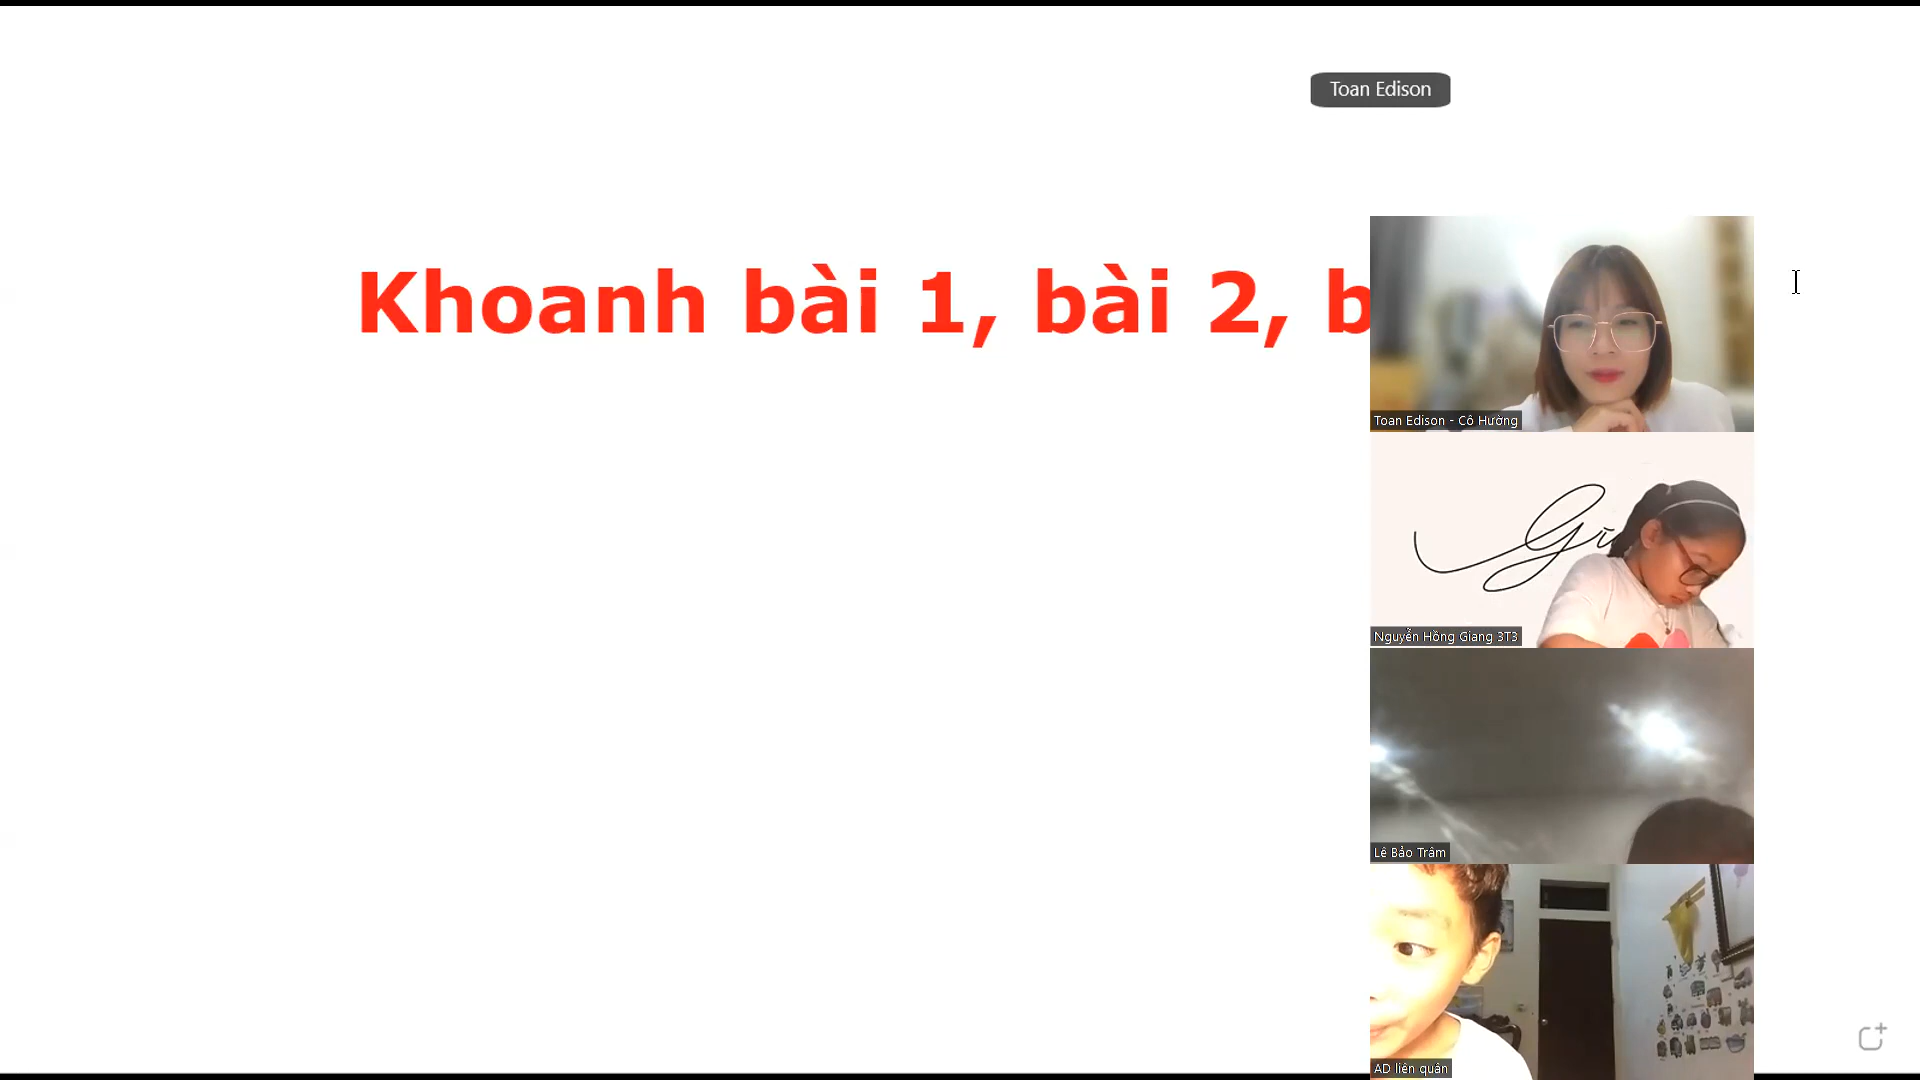 Toan Edison
Khoanh bài 1, bài 2, b
Toan Edison - Cô Hường
Nguyễn Hồng Giang 3T3
Lê Bảo Trâm
AD liên quân